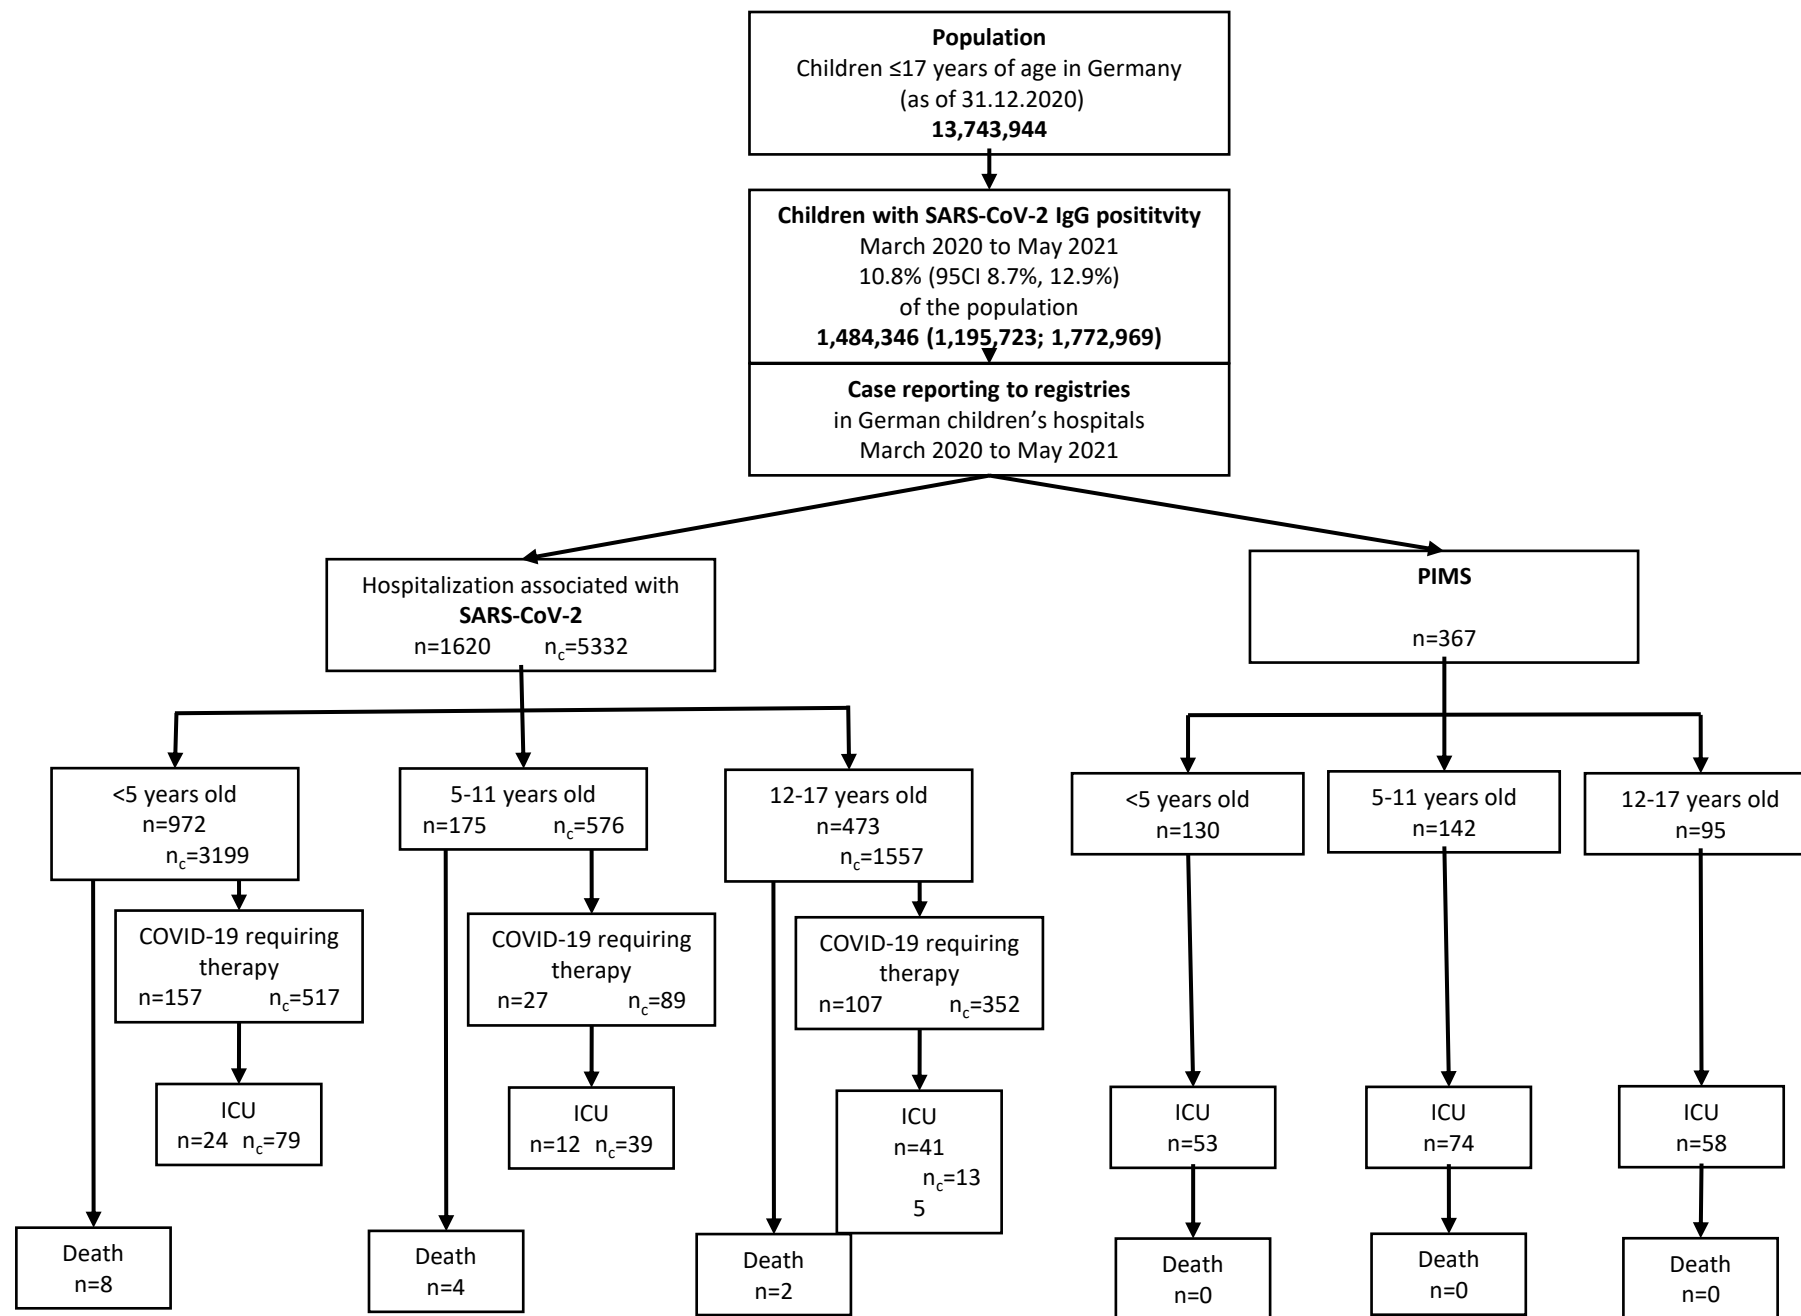 Population
Children ≤17 years of age in Germany
(as of 31.12.2020)
13,743,944
Children with SARS-CoV-2 IgG posititvity
March 2020 to May 2021
10.8% (95CI 8.7%, 12.9%)
of the population
1,484,346 (1,195,723; 1,772,969)
Case reporting to registries
in German children’s hospitals
March 2020 to May 2021
Hospitalization associated with
SARS-CoV-2
n=1620 nc=5332
PIMS
n=367
<5 years old
n=972
nc=3199
5-11 years old
n=175 nc=576
12-17 years old
n=473
nc=1557
<5 years old
n=130
5-11 years old
n=142
12-17 years old
n=95
COVID-19 requiring
therapy
n=157 nc=517
COVID-19 requiring
therapy
n=27 nc=89
COVID-19 requiring
therapy
n=107 nc=352
ICU
n=24 nc=79
ICU
n=12 nc=39
ICU
n=41
nc=13
5
ICU
n=53
ICU
n=74
ICU
n=58
Death
n=8
Death
n=4
Death
n=2
Death
n=0
Death
n=0
Death
n=0